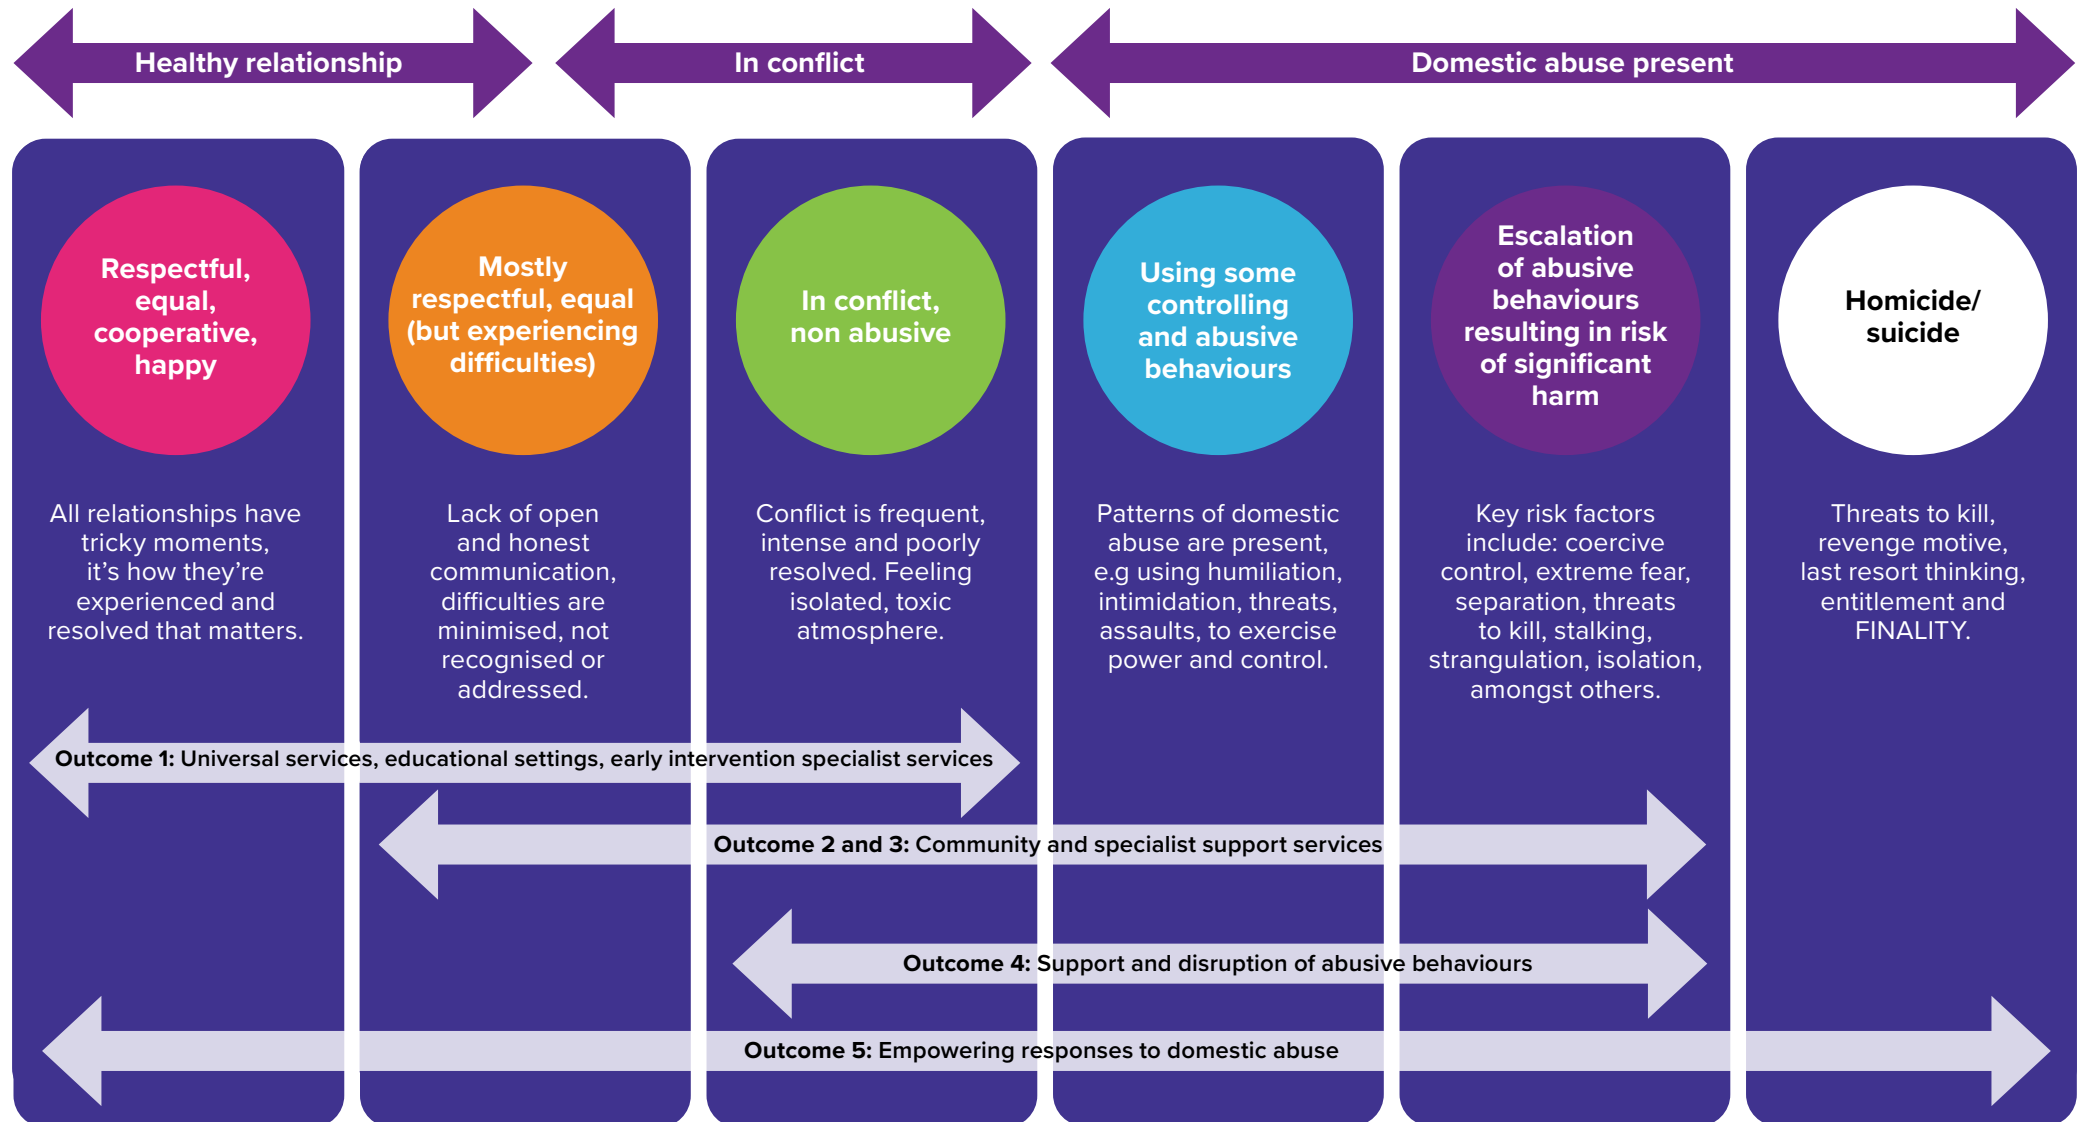 Healthy relationship
In conflict
Domestic abuse present
Respectful,
equal,
cooperative,
happy
All relationships have
tricky moments,
it's how they're
experienced and
resolved that matters.
Mostly
respectful, equal
(but experiencing
difficulties)
Lack of open
and honest
communication,
difficulties are
minimised, not
recognised or
addressed.
In conflict,
non abusive
Conflict is frequent,
intense and poorly
resolved. Feeling
isolated, toxic
atmosphere.
Using some
controlling
and abusive
behaviours
Patterns of domestic
abuse are present,
e.g using humiliation,
intimidation, threats,
assaults, to exercise
power and control.
Escalation
of abusive
behaviours
resulting in risk
of significant
harm
Key risk factors
include: coercive
control, extreme fear,
separation, threats
to kill, stalking,
strangulation, isolation,
amongst others.
Homicide/
suicide
Threats to kill,
revenge motive,
last resort thinking,
entitlement and
FINALITY.
Outcome 1: Universal services, educational settings, early intervention specialist services
Outcome 2 and 3: Community and specialist support services
Outcome 4: Support and disruption of abusive behaviours
Outcome 5: Empowering responses to domestic abuse